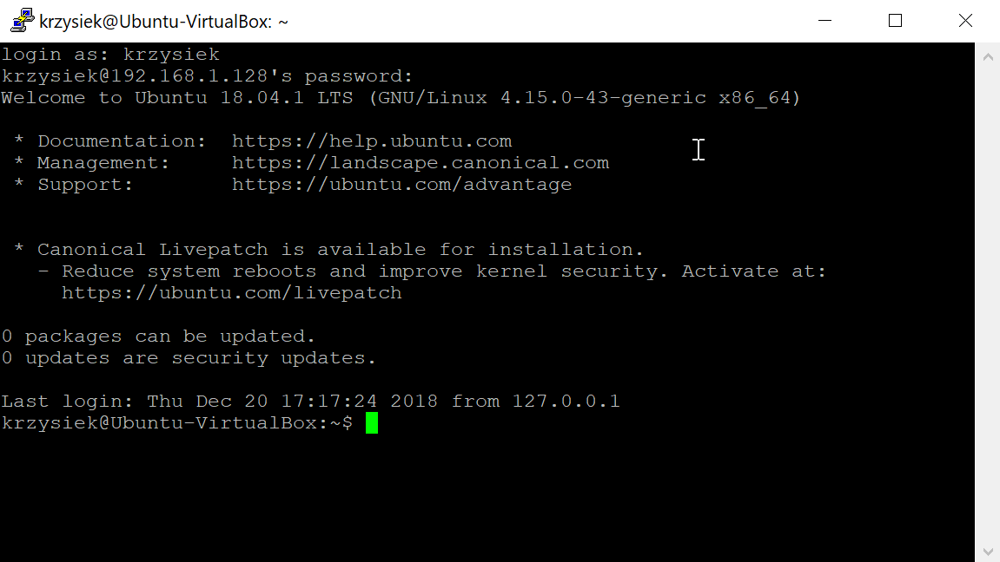 krzysiek@Ubuntu-VirtualBox: ~
login as: krzysiek
krzysiek@192.168.1.128's password:
Welcome to Ubuntu 18.04.1 LTS (GNU/Linux 4.15.0-43-generic x86_64)
* Documentation:  https://help.ubuntu.com
* Management:     https://landscape.canonical.com
* Support:        https://ubuntu.com/advantage
* Canonical Livepatch is available for installation.
- Reduce system reboots and improve kernel security. Activate at:
https://ubuntu.com/livepatch
0 packages can be updated.
0 updates are security updates.
Last login: Thu Dec 20 17:17:24 2018 from 127.0.0.1
krzysiek@Ubuntu-VirtualBox:~$